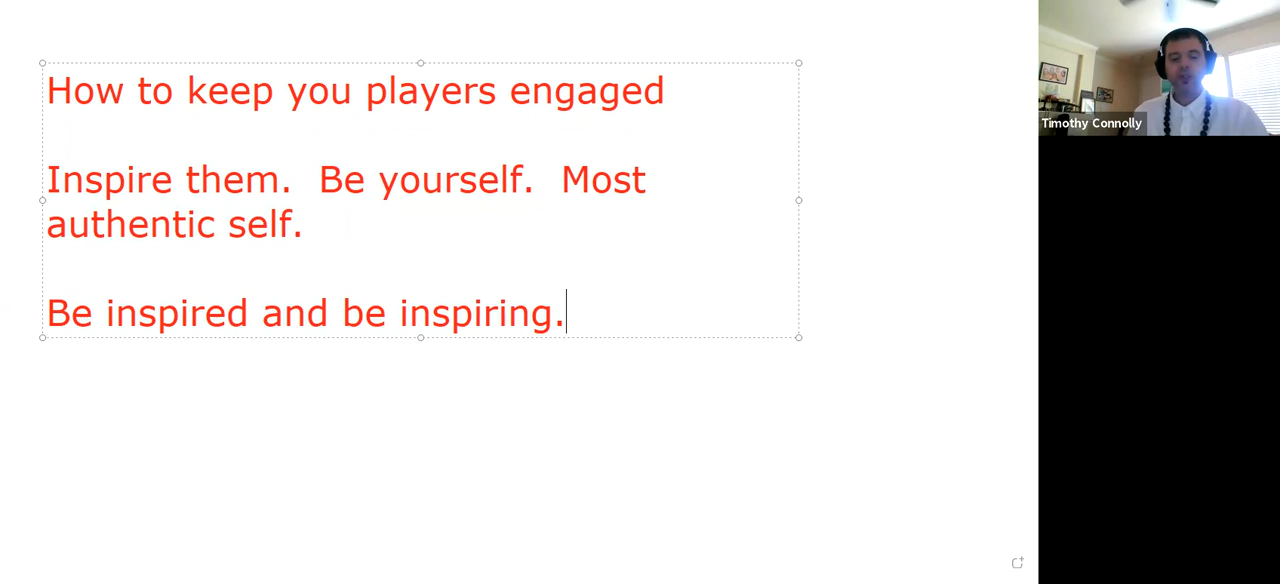 How to keep you players engaged
Inspire them.  Be yourself.  Most
authentic self.
Be inspired and be inspiring.
Timothy Connolly